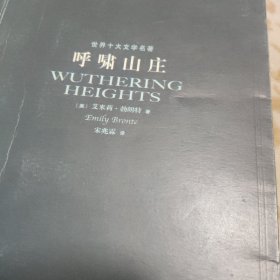 世界十大文学名著
呼啸山庄
WUTHERING
HEIGHTS
[英] 艾米莉·勃朗特 著
Emily Bronte
宋兆霖 译